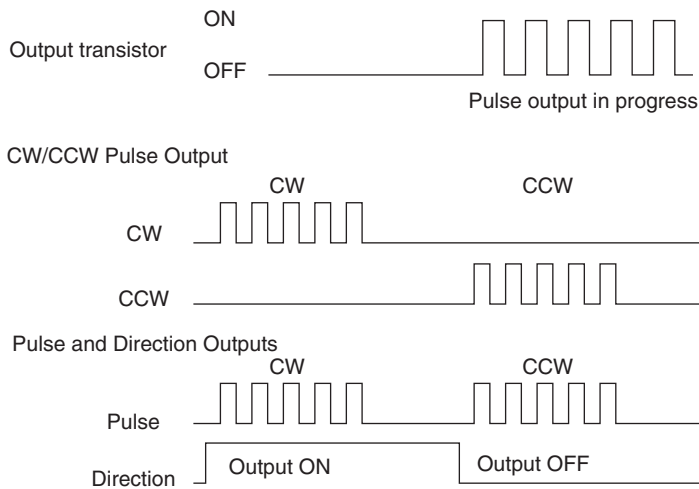 ON
Output transistor
OFF
Pulse output in progress
CW/CCW Pulse Output
CW CCW
CW
CCW
Pulse and Direction Outputs
CW CCW
Pulse
Direction Output ON Output OFF